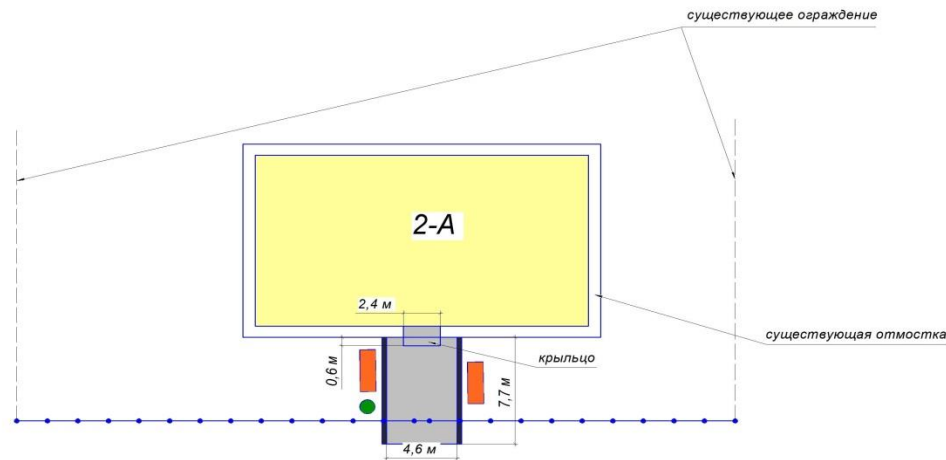 существующее ограждение
2-А
2,4 м
существующая отмостка
крыльцо
0,6 м
7,7 м
4,6 м